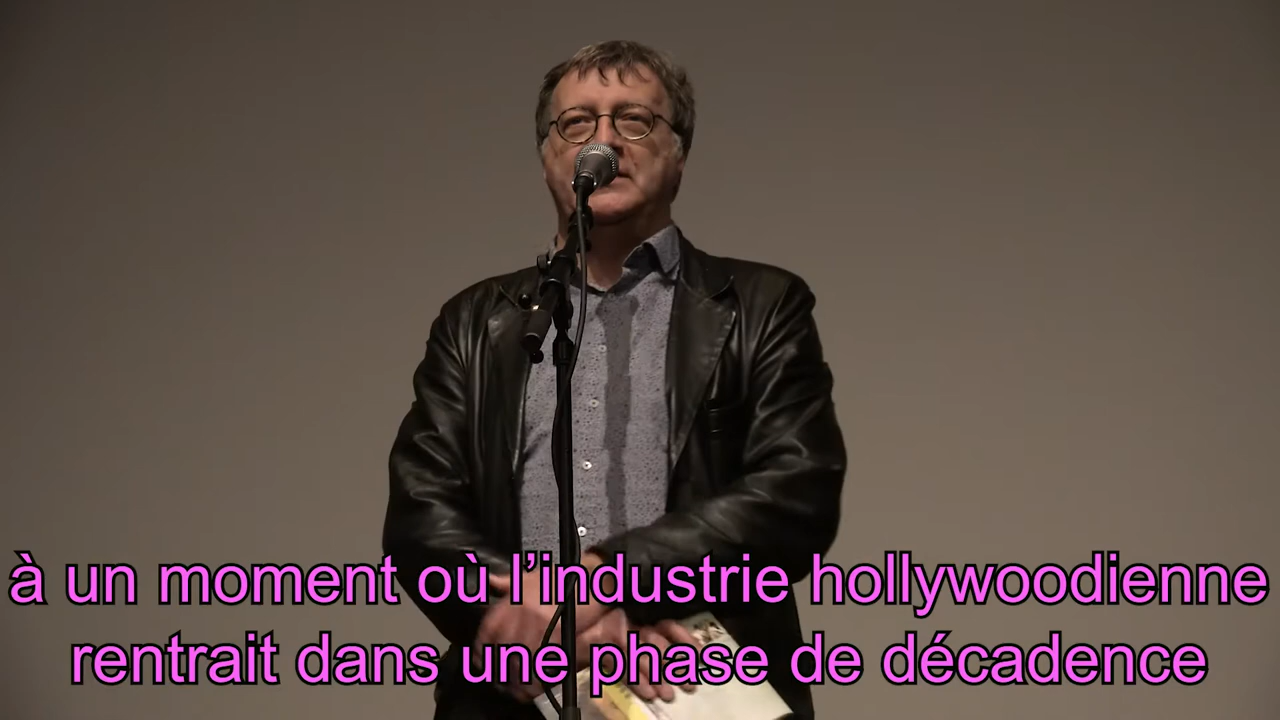 à un moment où l’industrie hollywoodienne
rentrait dans une phase de décadence